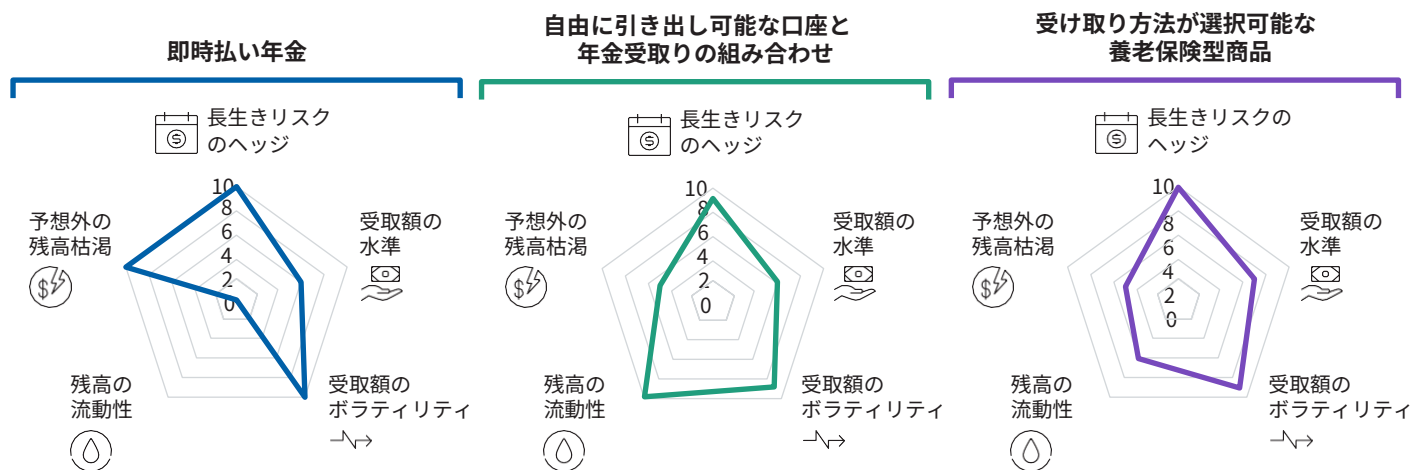 即時払い年金
長生きリスク
のヘッジ
予想外の
残高枯渇
受取額の
水準
10
8
6
4
2
0
残高の
流動性
受取額の
ボラティリティ
自由に引き出し可能な口座と
年金受取りの組み合わせ
長生きリスク
のヘッジ
予想外の
残高枯渇
受取額の
水準
10
8
6
4
2
0
残高の
流動性
受取額の
ボラティリティ
受け取り方法が選択可能な
養老保険型商品
長生きリスクの
ヘッジ
予想外の
残高枯渇
受取額の
水準
10
8
6
4
2
0
残高の
流動性
受取額の
ボラティリティ